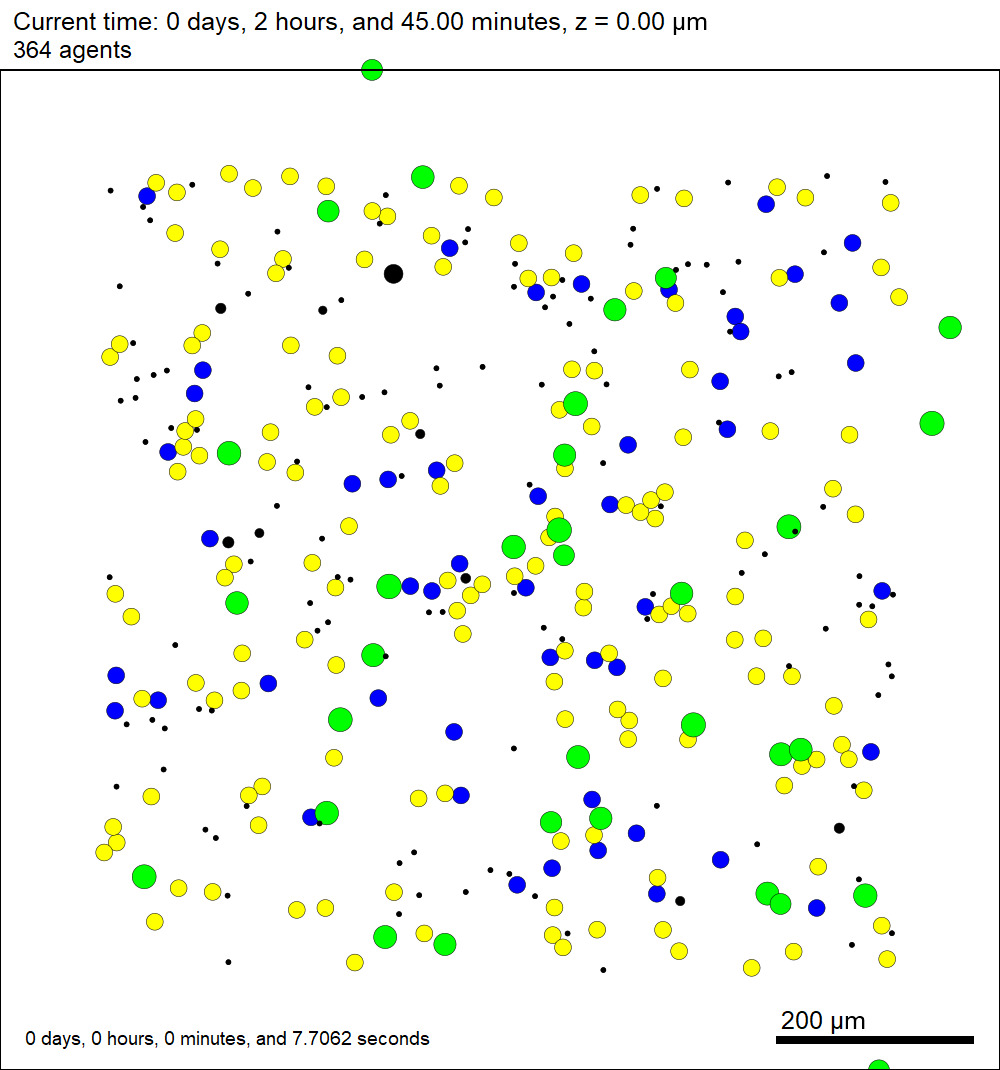 Current time: 0 days, 2 hours, and 45.00 minutes, z = 0.00 μm
364 agents
200 μm
0 days, 0 hours, 0 minutes, and 7.7062 seconds